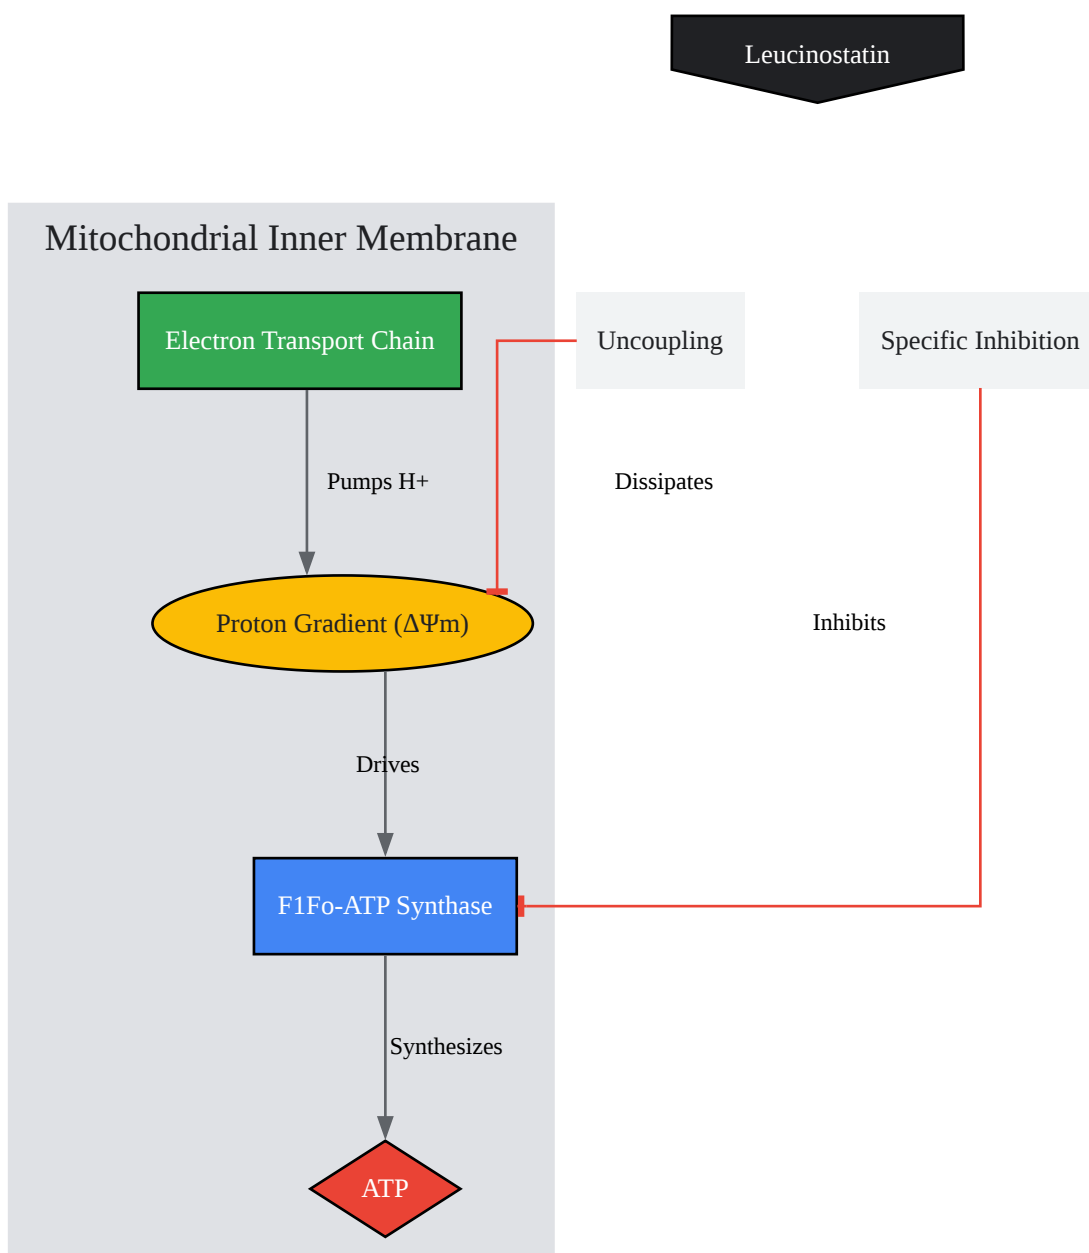 Leucinostatin
Mitochondrial Inner Membrane
Electron Transport Chain
Uncoupling
Specific Inhibition
Pumps H+
Dissipates
Proton Gradient (ΔΨm)
Inhibits
Drives
F1Fo-ATP Synthase
Synthesizes
ATP